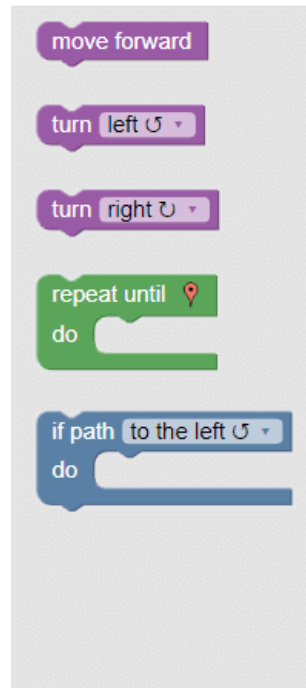 move forward
turn left ↺
turn right ↻
repeat until
do
if path to the left ↺
do